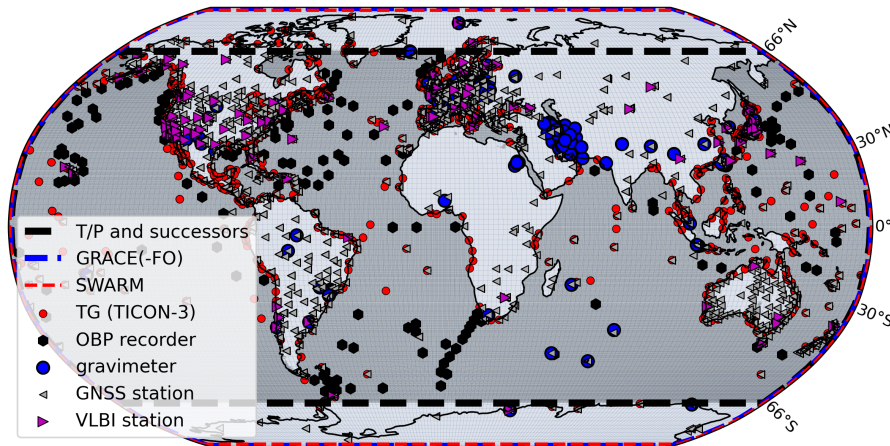 66°N
30°N
0°
30°S
66°S
T/P and successors
GRACE(-FO)
SWARM
TG (TICON-3)
OBP recorder
gravimeter
GNSS station
VLBI station